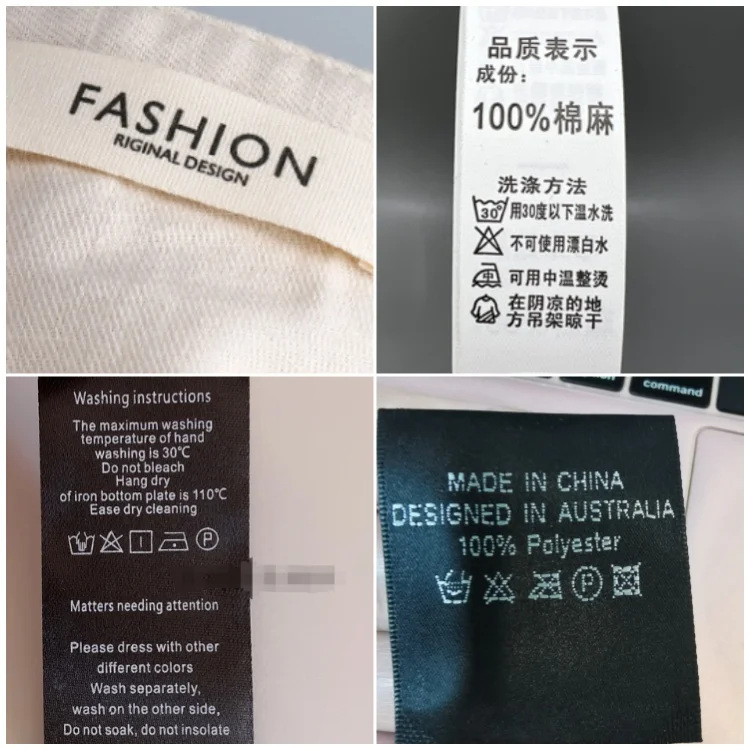 FASHION
RIGINAL DESIGN
品质表示
成份：
100%棉麻
洗涤方法
30°
用30度以下温水洗
不可使用漂白水
可用中温整烫
在阴凉的地
方吊架晾干
Washing instructions
The maximum washing
temperature of hand
washing is 30℃
Do not bleach
Hang dry
of iron bottom plate is 110℃
Ease dry cleaning
P
Matters needing attention
Please dress with other
different colors
Wash separately,
wash on the other side,
Do not soak, do not insolate
command
MADE IN CHINA
DESIGNED IN AUSTRALIA
100% Polyester
P